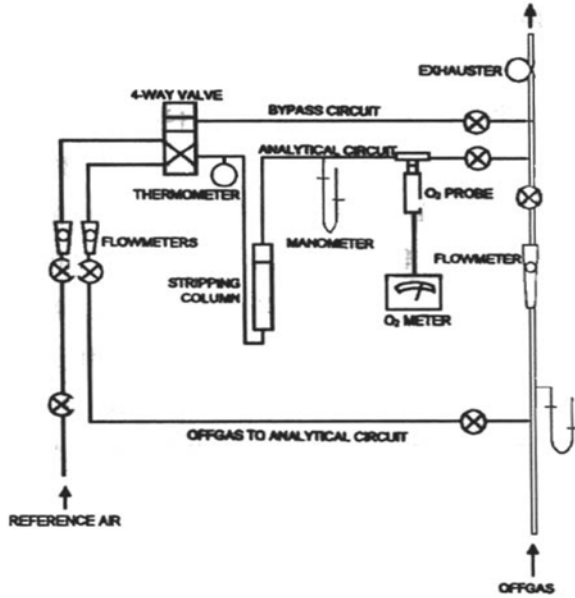 EXHAUSTER
4-WAY VALVE
BYPASS CIRCUIT
ANALYTICAL CIRCUIT
THERMOMETER
O₂ PROBE
FLOWMETERS
MANOMETER
FLOWMETER
STRIPPING
COLUMN
O₂ METER
OFFGAS TO ANALYTICAL CIRCUIT
REFERENCE AIR
OFFGAS